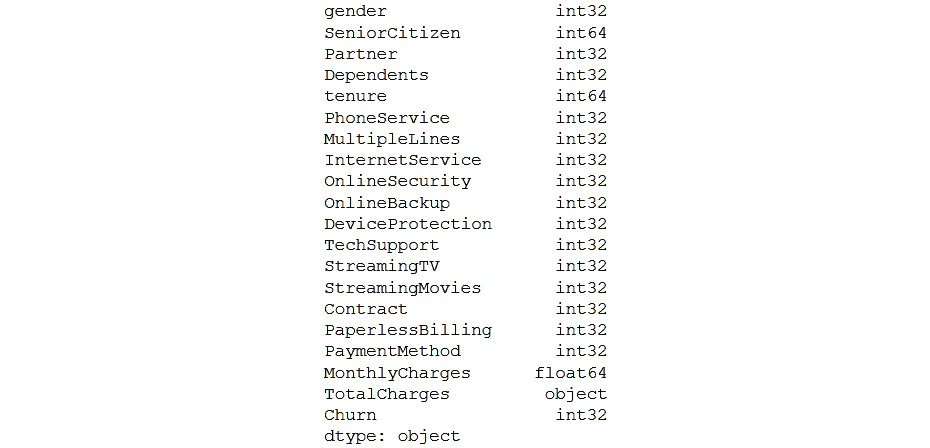 gender int32
SeniorCitizen int64
Partner int32
Dependents int32
tenure int64
PhoneService int32
MultipleLines int32
InternetService int32
OnlineSecurity int32
OnlineBackup int32
DeviceProtection int32
TechSupport int32
StreamingTV int32
StreamingMovies int32
Contract int32
PaperlessBilling int32
PaymentMethod int32
MonthlyCharges float64
TotalCharges object
Churn int32
dtype: object